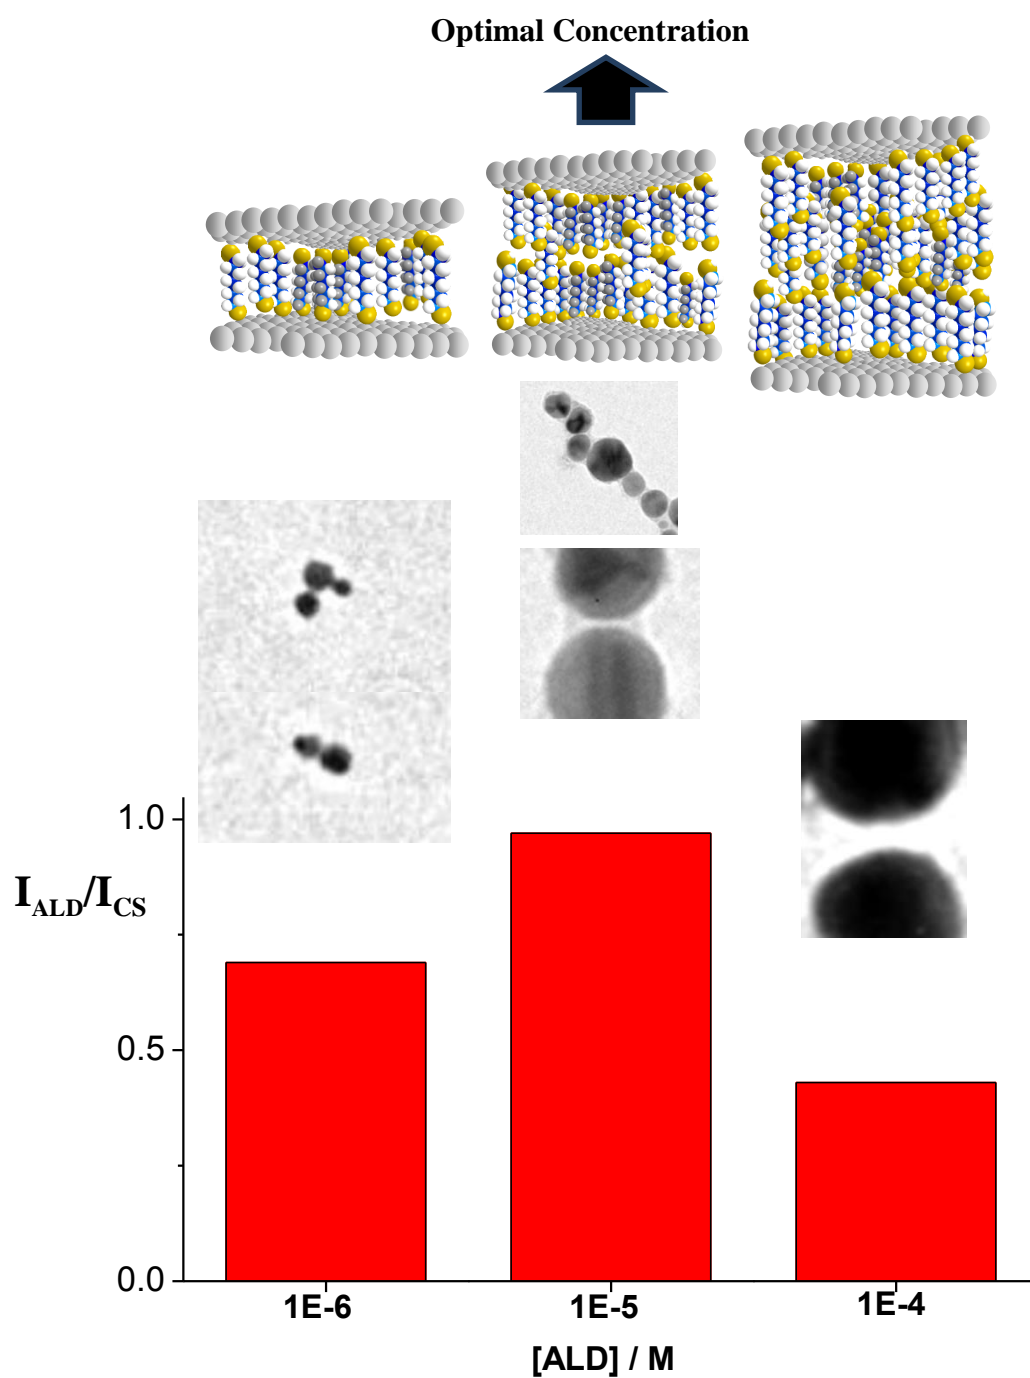 Optimal Concentration
1.0
I_ALD/I_CS
0.5
0.0
1E-6 1E-5 1E-4
[ALD] / M